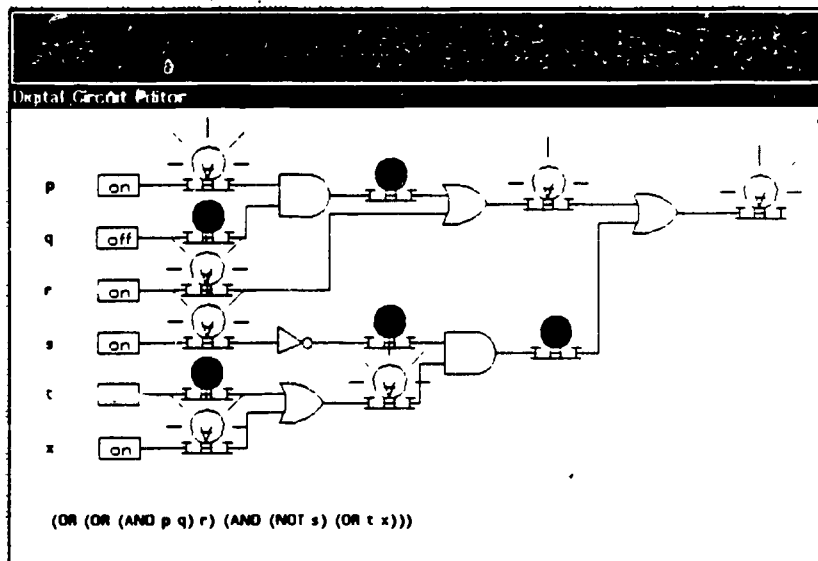 Digital Circuit Editor
p on
q off
r on
s on
t
x on
(OR (OR (AND p q) r) (AND (NOT s) (OR t x)))